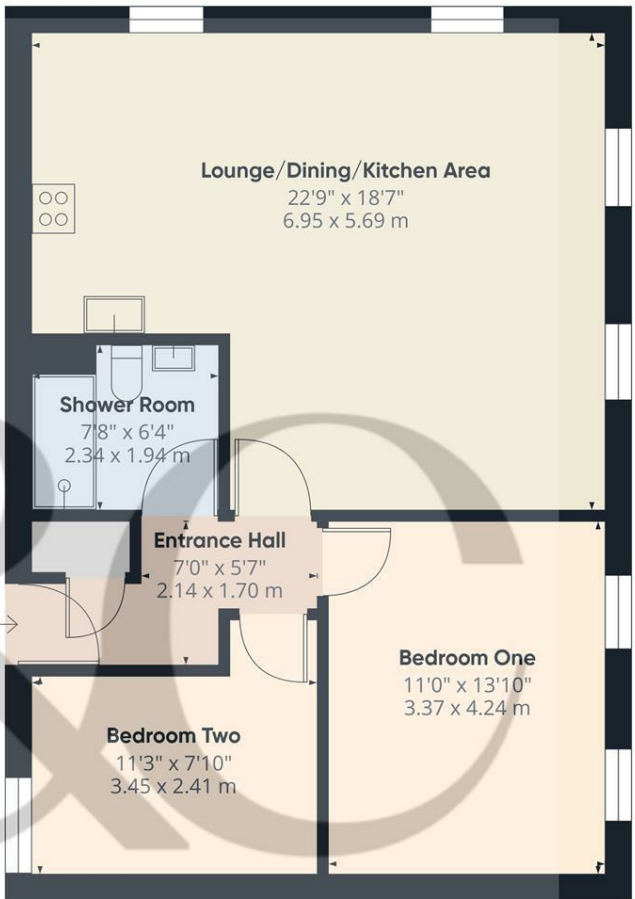 Lounge/Dining/Kitchen Area
22'9" x 18'7"
6.95 x 5.69 m
Shower Room
7'8" x 6'4"
2.34 x 1.94 m
Entrance Hall
7'0" x 5'7"
2.14 x 1.70 m
Bedroom One
11'0" x 13'10"
3.37 x 4.24 m
Bedroom Two
11'3" x 7'10"
3.45 x 2.41 m
&C